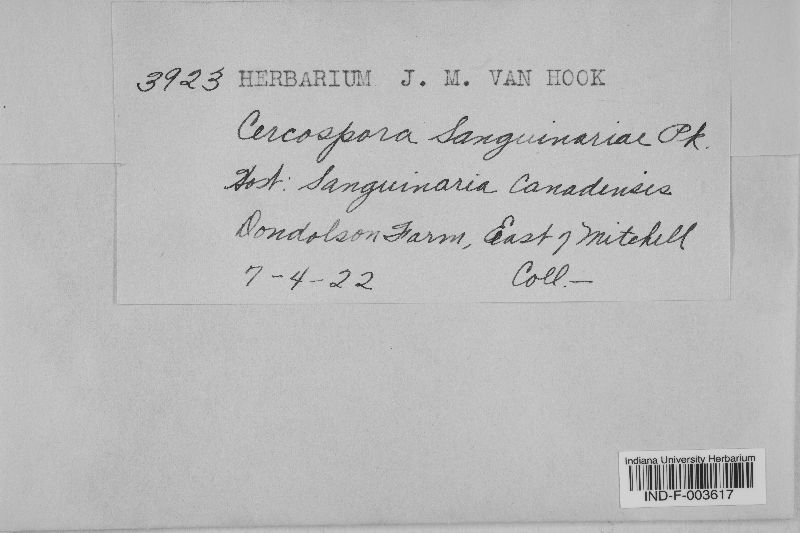 3923 HERBARIUM J. M. VAN HOOK
Cercospora Sanguinariae Pk.
Host: Sanguinaria Canadensis
Dondolson Farm, East of Mitchell
7-4-22 Coll.—
Indiana University Herbarium
IND-F-003617